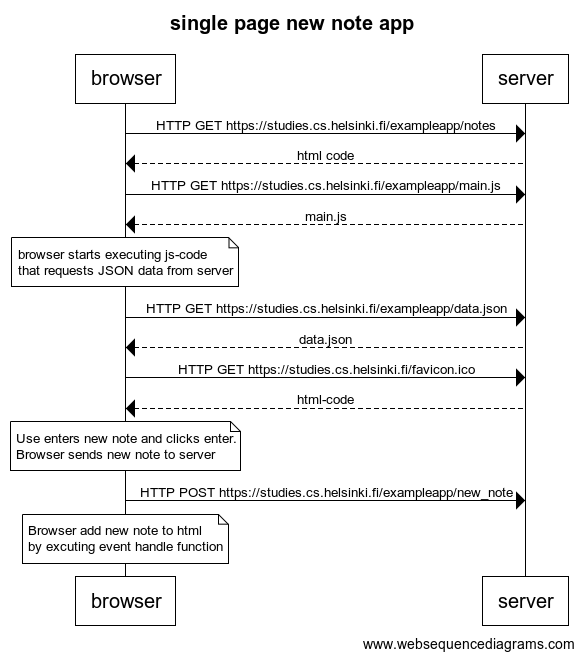 single page new note app
browser
server
HTTP GET https://studies.cs.helsinki.fi/exampleapp/notes
html code
HTTP GET https://studies.cs.helsinki.fi/exampleapp/main.js
main.js
browser starts executing js-code
that requests JSON data from server
HTTP GET https://studies.cs.helsinki.fi/exampleapp/data.json
data.json
HTTP GET https://studies.cs.helsinki.fi/favicon.ico
html-code
Use enters new note and clicks enter.
Browser sends new note to server
HTTP POST https://studies.cs.helsinki.fi/exampleapp/new_note
Browser add new note to html
by excuting event handle function
browser
server
www.websequencediagrams.com